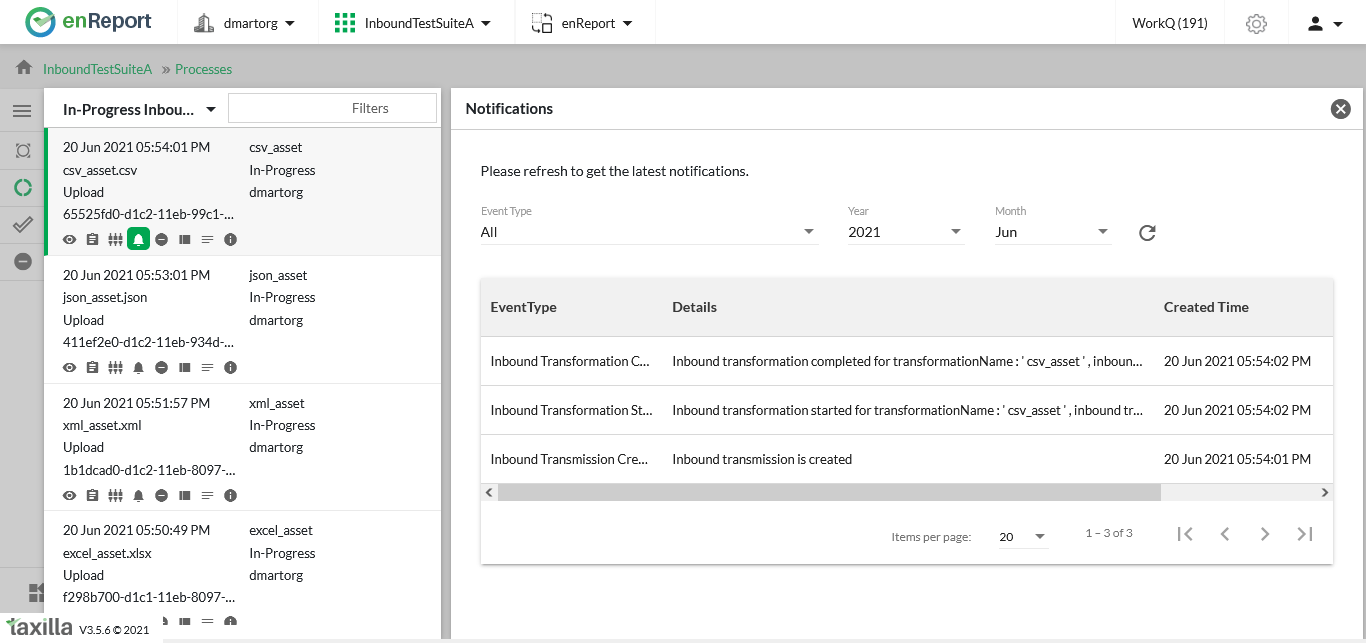 enReport dmartorg InboundTestSuiteA enReport WorkQ (191)
InboundTestSuiteA » Processes
In-Progress Inbou... Filters
20 Jun 2021 05:54:01 PM csv_asset
csv_asset.csv In-Progress
Upload dmartorg
65525fd0-d1c2-11eb-99c1-...
20 Jun 2021 05:53:01 PM json_asset
json_asset.json In-Progress
Upload dmartorg
411ef2e0-d1c2-11eb-934d-...
20 Jun 2021 05:51:57 PM xml_asset
xml_asset.xml In-Progress
Upload dmartorg
1b1dcad0-d1c2-11eb-8097-...
20 Jun 2021 05:50:49 PM excel_asset
excel_asset.xlsx In-Progress
Upload dmartorg
f298b700-d1c1-11eb-8097-...
taxilla V3.5.6 © 2021
Notifications
Please refresh to get the latest notifications.
Event Type Year Month
All 2021 Jun
EventType Details Created Time
Inbound Transformation C... Inbound transformation completed for transformationName : ' csv_asset ' , inboun... 20 Jun 2021 05:54:02 PM
Inbound Transformation St... Inbound transformation started for transformationName : ' csv_asset ' , inbound tr... 20 Jun 2021 05:54:02 PM
Inbound Transmission Cre... Inbound transmission is created 20 Jun 2021 05:54:01 PM
Items per page: 20 1 – 3 of 3